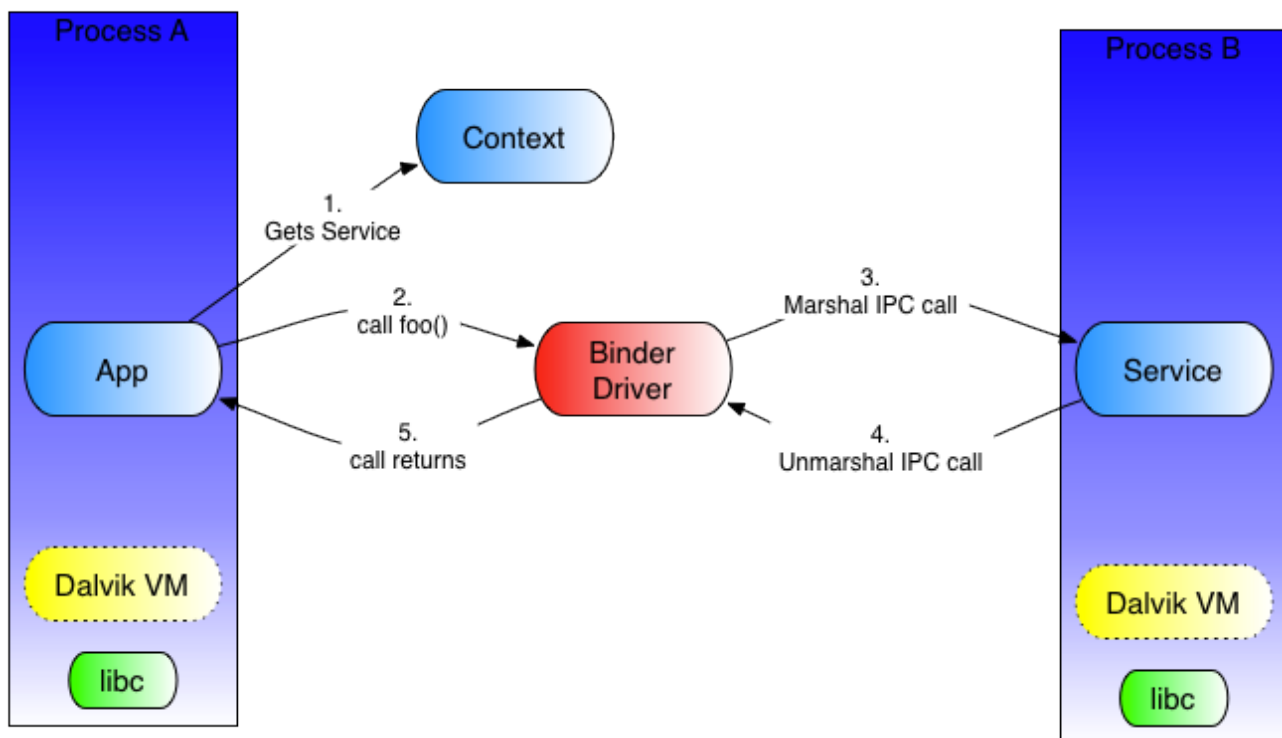 Process A
Process B
Context
1.
Gets Service
2.
call foo()
3.
Marshal IPC call
App
Binder
Driver
Service
5.
call returns
4.
Unmarshal IPC call
Dalvik VM
Dalvik VM
libc
libc